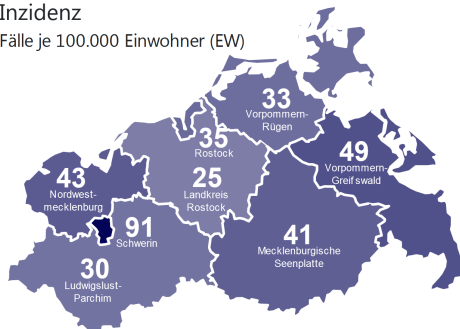 Inzidenz
Fälle je 100.000 Einwohner (EW)
33
Vorpommern-
Rügen
35
Rostock
49
Vorpommern-
Greifswald
43
Nordwest-
mecklenburg
25
Landkreis
Rostock
91
Schwerin
41
Mecklenburgische
Seenplatte
30
Ludwigslust-
Parchim